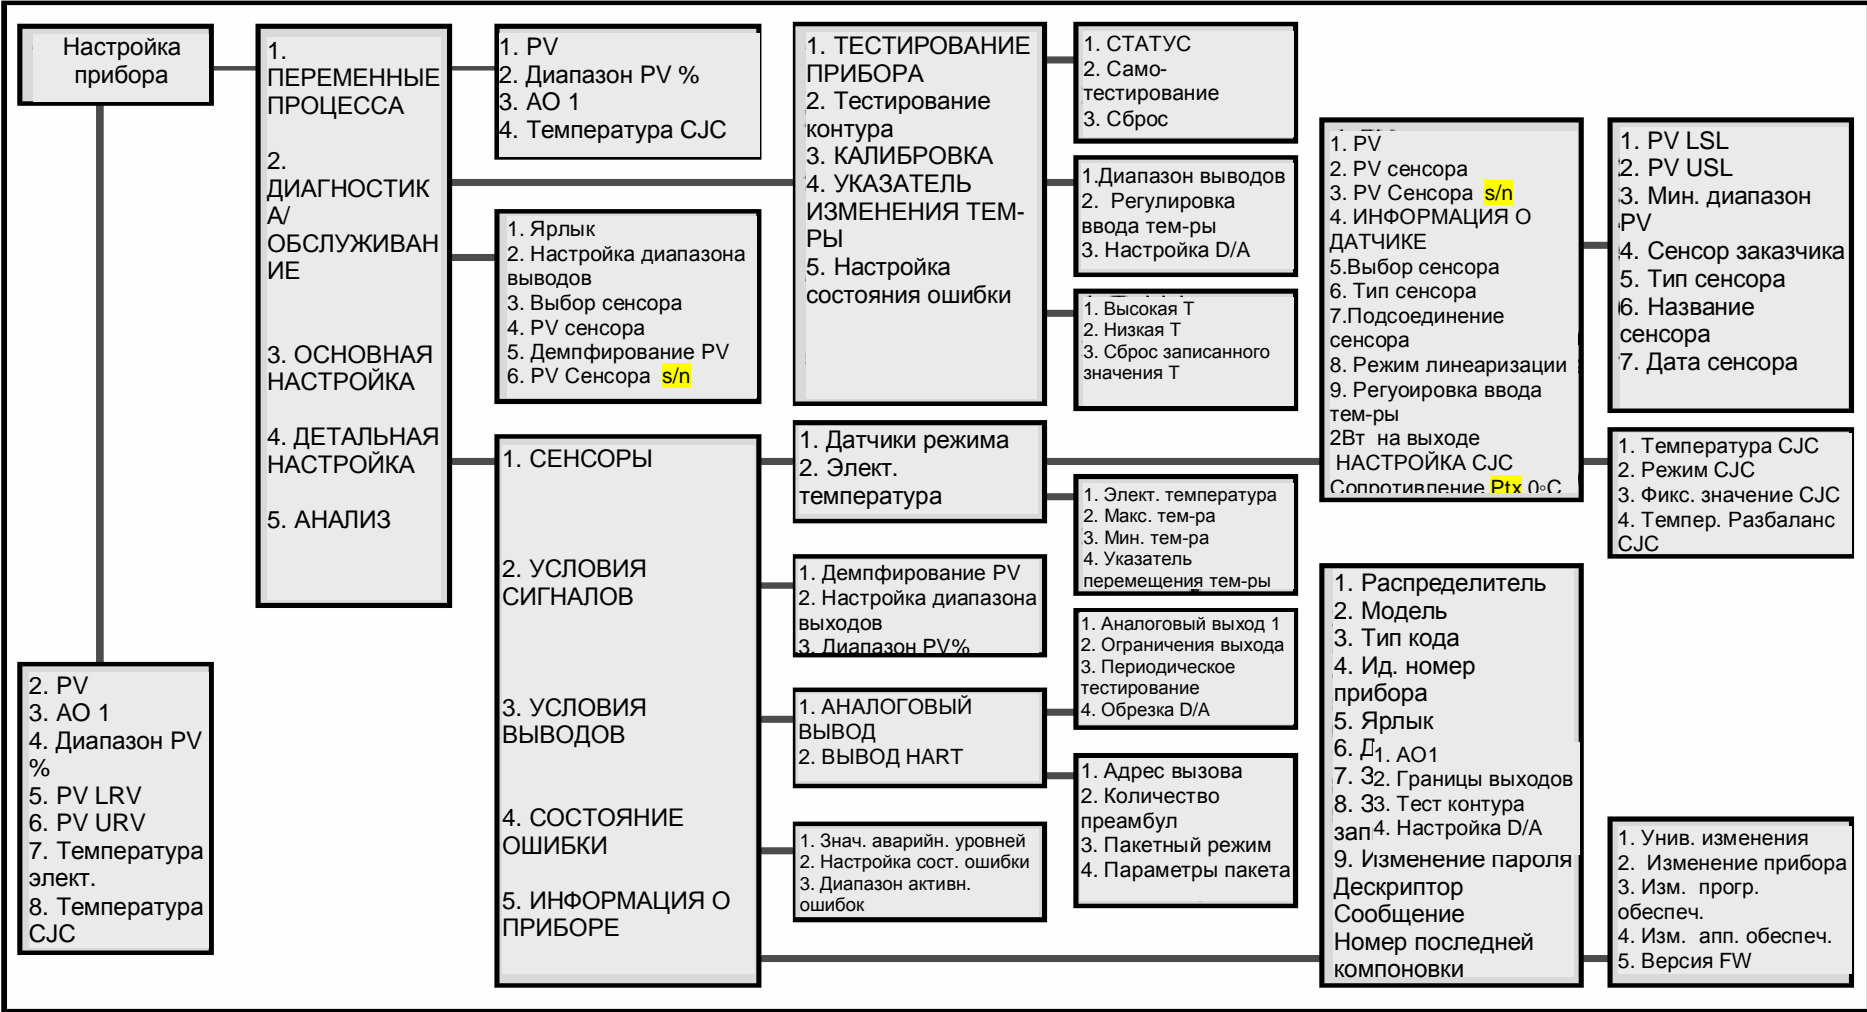 Настройка
прибора
2. PV
3. AO 1
4. Диапазон PV
%
5. PV LRV
6. PV URV
7. Температура
элект.
8. Температура
CJC
1.
ПЕРЕМЕННЫЕ
ПРОЦЕССА
2.
ДИАГНОСТИК
А/
ОБСЛУЖИВАН
ИЕ
3. ОСНОВНАЯ
НАСТРОЙКА
4. ДЕТАЛЬНАЯ
НАСТРОЙКА
5. АНАЛИЗ
1. PV
2. Диапазон PV %
3. AO 1
4. Температура CJC
1. Ярлык
2. Настройка диапазона
выводов
3. Выбор сенсора
4. PV сенсора
5. Демпфирование PV
6. PV Сенсора s/n
1. СЕНСОРЫ
2. УСЛОВИЯ
СИГНАЛОВ
3. УСЛОВИЯ
ВЫВОДОВ
4. СОСТОЯНИЕ
ОШИБКИ
5. ИНФОРМАЦИЯ О
ПРИБОРЕ
1. ТЕСТИРОВАНИЕ
ПРИБОРА
2. Тестирование
контура
3. КАЛИБРОВКА
4. УКАЗАТЕЛЬ
ИЗМЕНЕНИЯ ТЕМ-
РЫ
5. Настройка
состояния ошибки
1. Датчики режима
2. Элект.
температура
1. Демпфирование PV
2. Настройка диапазона
выходов
3. Диапазон PV%
1. АНАЛОГОВЫЙ
ВЫВОД
2. ВЫВОД HART
1. Знач. аварийн. уровней
2. Настройка сост. ошибки
3. Диапазон активн.
ошибок
1. СТАТУС
2. Само-
тестирование
3. Сброс
1.Диапазон выводов
2. Регулировка
ввода тем-ры
3. Настройка D/A
1. Высокая Т
2. Низкая Т
3. Сброс записанного
значения Т
1. Элект. температура
2. Макс. тем-ра
3. Мин. тем-ра
4. Указатель
перемещения тем-ры
1. Аналоговый выход 1
2. Ограничения выхода
3. Периодическое
тестирование
4. Обрезка D/A
1. Адрес вызова
2. Количество
преамбул
3. Пакетный режим
4. Параметры пакета
1. PV
2. PV сенсора
3. PV Сенсора s/n
4. ИНФОРМАЦИЯ О
ДАТЧИКЕ
5.Выбор сенсора
6. Тип сенсора
7.Подсоединение
сенсора
8. Режим линеаризации
9. Регуоировка ввода
тем-ры
2Вт на выходе
НАСТРОЙКА CJC
Сопротивление Ptx 0◦C
1. Распределитель
2. Модель
3. Тип кода
4. Ид. номер
прибора
5. Ярлык
6. Д
7. З
8. З
зап
1. AO1
2. Границы выходов
3. Тест контура
4. Настройка D/A
9. Изменение пароля
Дескриптор
Сообщение
Номер последней
компоновки
1. PV LSL
2. PV USL
3. Мин. диапазон
PV
4. Сенсор заказчика
5. Тип сенсора
6. Название
сенсора
7. Дата сенсора
1. Температура CJC
2. Режим CJC
3. Фикс. значение CJC
4. Темпер. Разбаланс
CJC
1. Унив. изменения
2. Изменение прибора
3. Изм. прогр.
обеспеч.
4. Изм. апп. обеспеч.
5. Версия FW